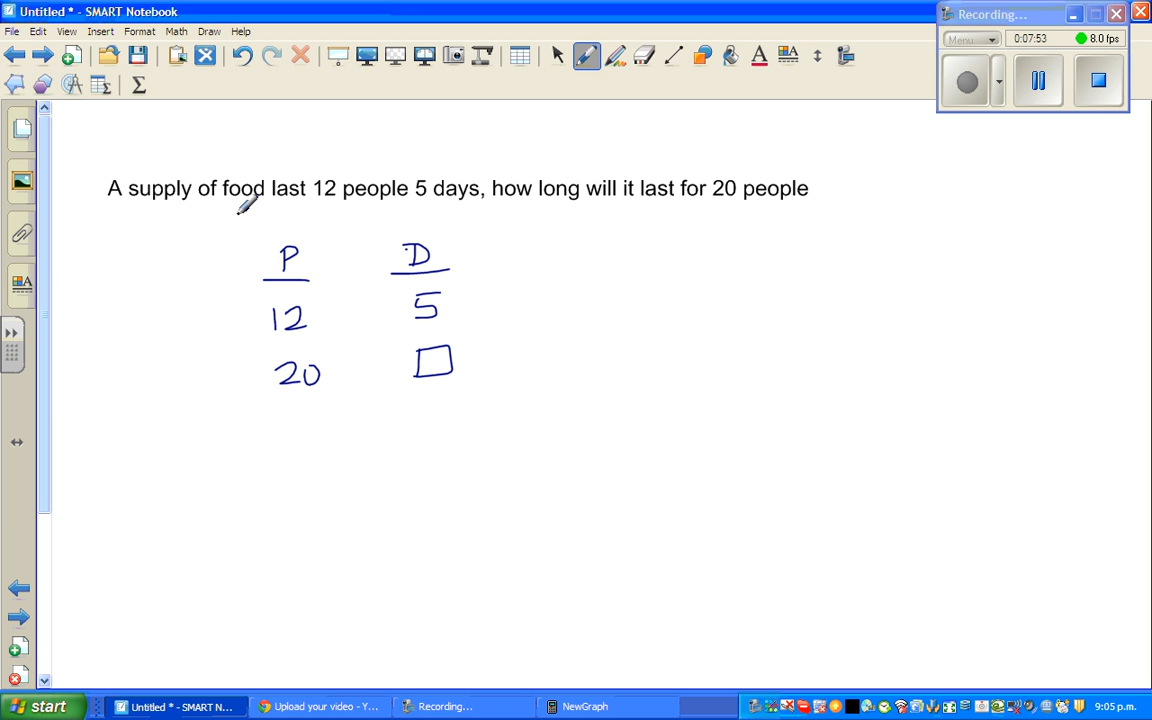 Untitled * - SMART Notebook
File Edit View Insert Format Math Draw Help
Recording...
Menu 0:07:53 8.0 fps
A supply of food last 12 people 5 days, how long will it last for 20 people
P D
12 5
20
start Untitled * - SMART N... Upload your video - Y... Recording... NewGraph 9:05 p.m.